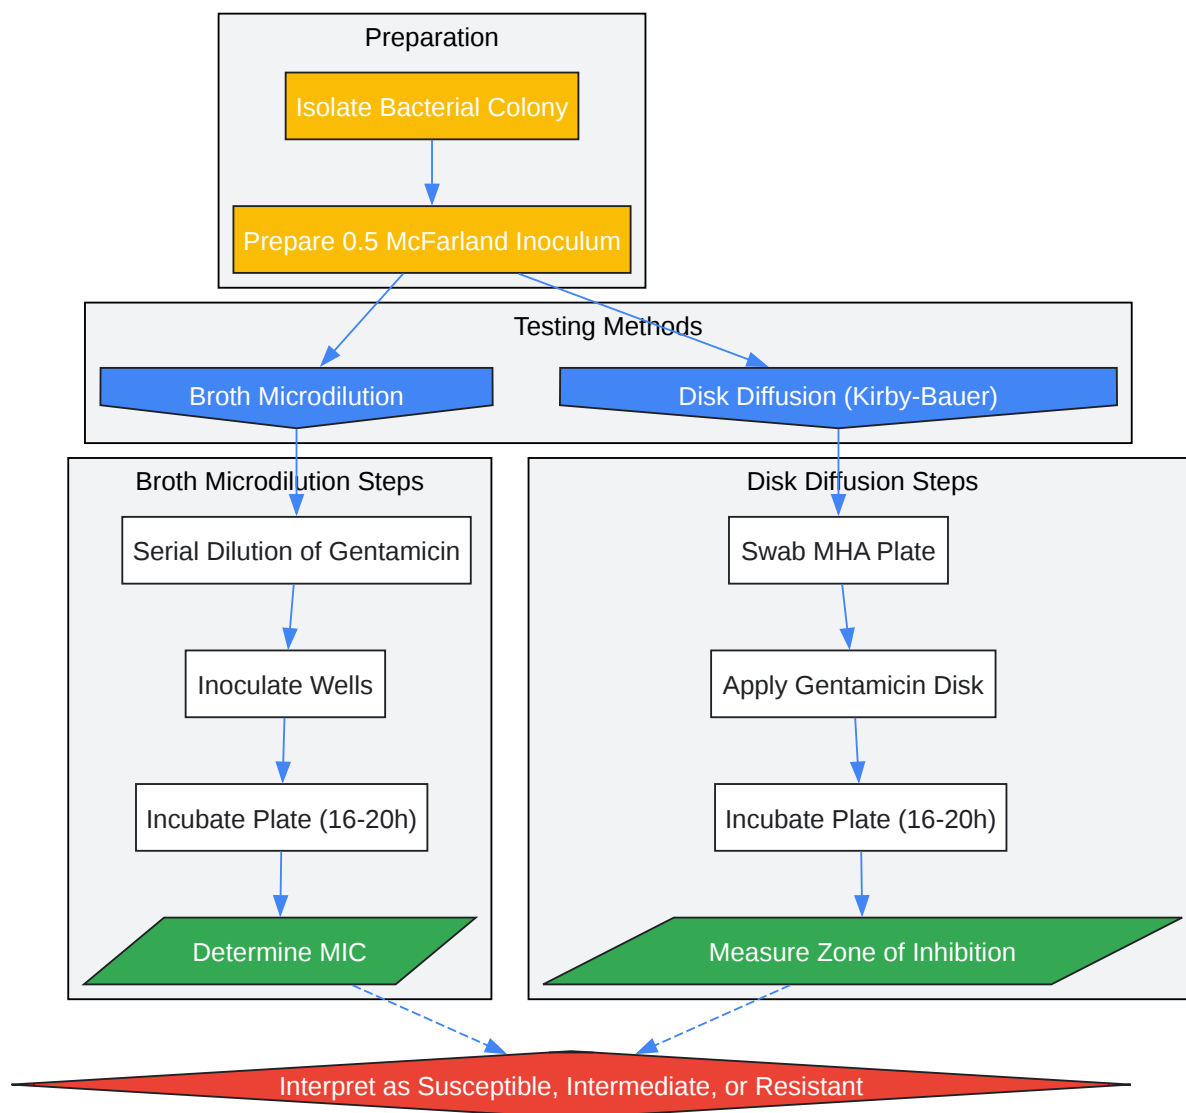 Preparation
Isolate Bacterial Colony
Prepare 0.5 McFarland Inoculum
Testing Methods
Broth Microdilution
Disk Diffusion (Kirby-Bauer)
Broth Microdilution Steps
Serial Dilution of Gentamicin
Inoculate Wells
Incubate Plate (16-20h)
Determine MIC
Disk Diffusion Steps
Swab MHA Plate
Apply Gentamicin Disk
Incubate Plate (16-20h)
Measure Zone of Inhibition
Interpret as Susceptible, Intermediate, or Resistant